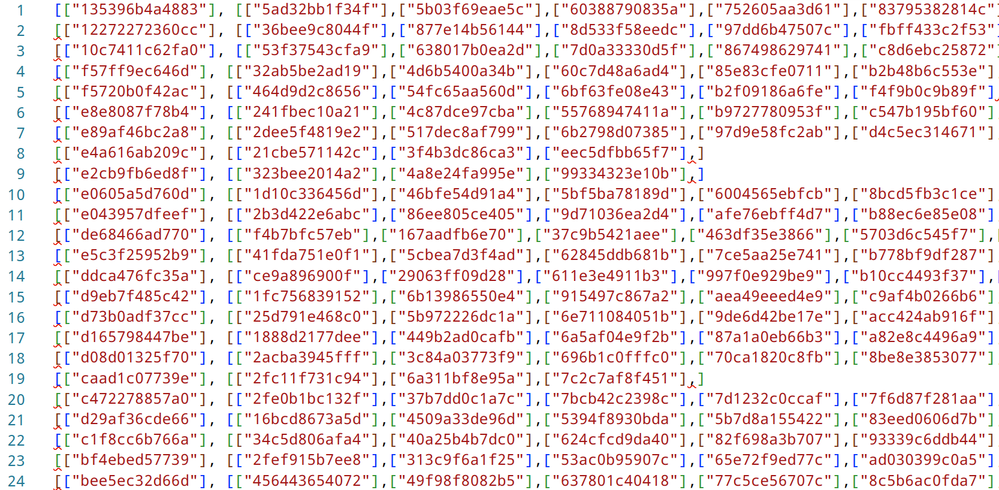 1 [["135396b4a4883"], [["5ad32bb1f34f"],["5b03f69eae5c"],["60388790835a"],["752605aa3d61"],["83795382814c"]
2 [["12272272360cc"], [["36bee9c8044f"],["877e14b56144"],["8d533f58eedc"],["97dd6b47507c"],["fbff433c2f53"]
3 [["10c7411c62fa0"], [["53f37543cfa9"],["638017b0ea2d"],["7d0a33330d5f"],["867498629741"],["c8d6ebc25872"]
4 [["f57ff9ec646d"], [["32ab5be2ad19"],["4d6b5400a34b"],["60c7d48a6ad4"],["85e83cfe0711"],["b2b48b6c553e"]
5 [["f5720b0f42ac"], [["464d9d2c8656"],["54fc65aa560d"],["6bf63fe08e43"],["b2f09186a6fe"],["f4f9b0c9b89f"],
6 [["e8e8087f78b4"], [["241fbec10a21"],["4c87dce97cba"],["55768947411a"],["b9727780953f"],["c547b195bf60"]
7 [["e89af46bc2a8"], [["2dee5f4819e2"],["517dec8af799"],["6b2798d07385"],["97d9e58fc2ab"],["d4c5ec314671"]
8 [["e4a616ab209c"], [["21cbe571142c"],["3f4b3dc86ca3"],["eec5dfbb65f7"],]
9 [["e2cb9fb6ed8f"], [["323bee2014a2"],["4a8e24fa995e"],["99334323e10b"],]
10 [["e0605a5d760d"], [["1d10c336456d"],["46bfe54d91a4"],["5bf5ba78189d"],["6004565ebfcb"],["8bcd5fb3c1ce"]
11 [["e043957dfeef"], [["2b3d422e6abc"],["86ee805ce405"],["9d71036ea2d4"],["afe76ebff4d7"],["b88ec6e85e08"]
12 [["de68466ad770"], [["f4b7bfc57eb"],["167aadfb6e70"],["37c9b5421aee"],["463df35e3866"],["5703d6c545f7"],[
13 [["e5c3f25952b9"], [["41fda751e0f1"],["5cbea7d3f4ad"],["62845ddb681b"],["7ce5aa25e741"],["b778bf9df287"]
14 [["ddca476fc35a"], [["ce9a896900f"],["29063ff09d28"],["611e3e4911b3"],["997f0e929be9"],["b10cc4493f37"],[
15 [["d9eb7f485c42"], [["1fc756839152"],["6b13986550e4"],["915497c867a2"],["aea49eeed4e9"],["c9af4b0266b6"]
16 [["d73b0adf37cc"], [["25d791e468c0"],["5b972226dc1a"],["6e711084051b"],["9de6d42be17e"],["acc424ab916f"]
17 [["d165798447be"], [["1888d2177dee"],["449b2ad0cafb"],["6a5af04e9f2b"],["87a1a0eb66b3"],["a82e8c4496a9"]
18 [["d08d01325f70"], [["2acba3945fff"],["3c84a03773f9"],["696b1c0fffc0"],["70ca1820c8fb"],["8be8e3853077"]
19 [["caad1c07739e"], [["2fc11f731c94"],["6a311bf8e95a"],["7c2c7af8f451"],]
20 [["c472278857a0"], [["2fe0b1bc132f"],["37b7dd0c1a7c"],["7bcb42c2398c"],["7d1232c0ccaf"],["7f6d87f281aa"]
21 [["d29af36cde66"], [["16bcd8673a5d"],["4509a33de96d"],["5394f8930bda"],["5b7d8a155422"],["83eed0606d7b"]
22 [["c1f8cc6b766a"], [["34c5d806afa4"],["40a25b4b7dc0"],["624cfcd9da40"],["82f698a3b707"],["93339c6ddb44"]
23 [["bf4ebed57739"], [["2fef915b7ee8"],["313c9f6a1f25"],["53ac0b95907c"],["65e72f9ed77c"],["ad030399c0a5"]
24 [["bee5ec32d66d"], [["456443654072"],["49f98f8082b5"],["637801c40418"],["77c5ce56707c"],["8c5b6ac0fda7"]